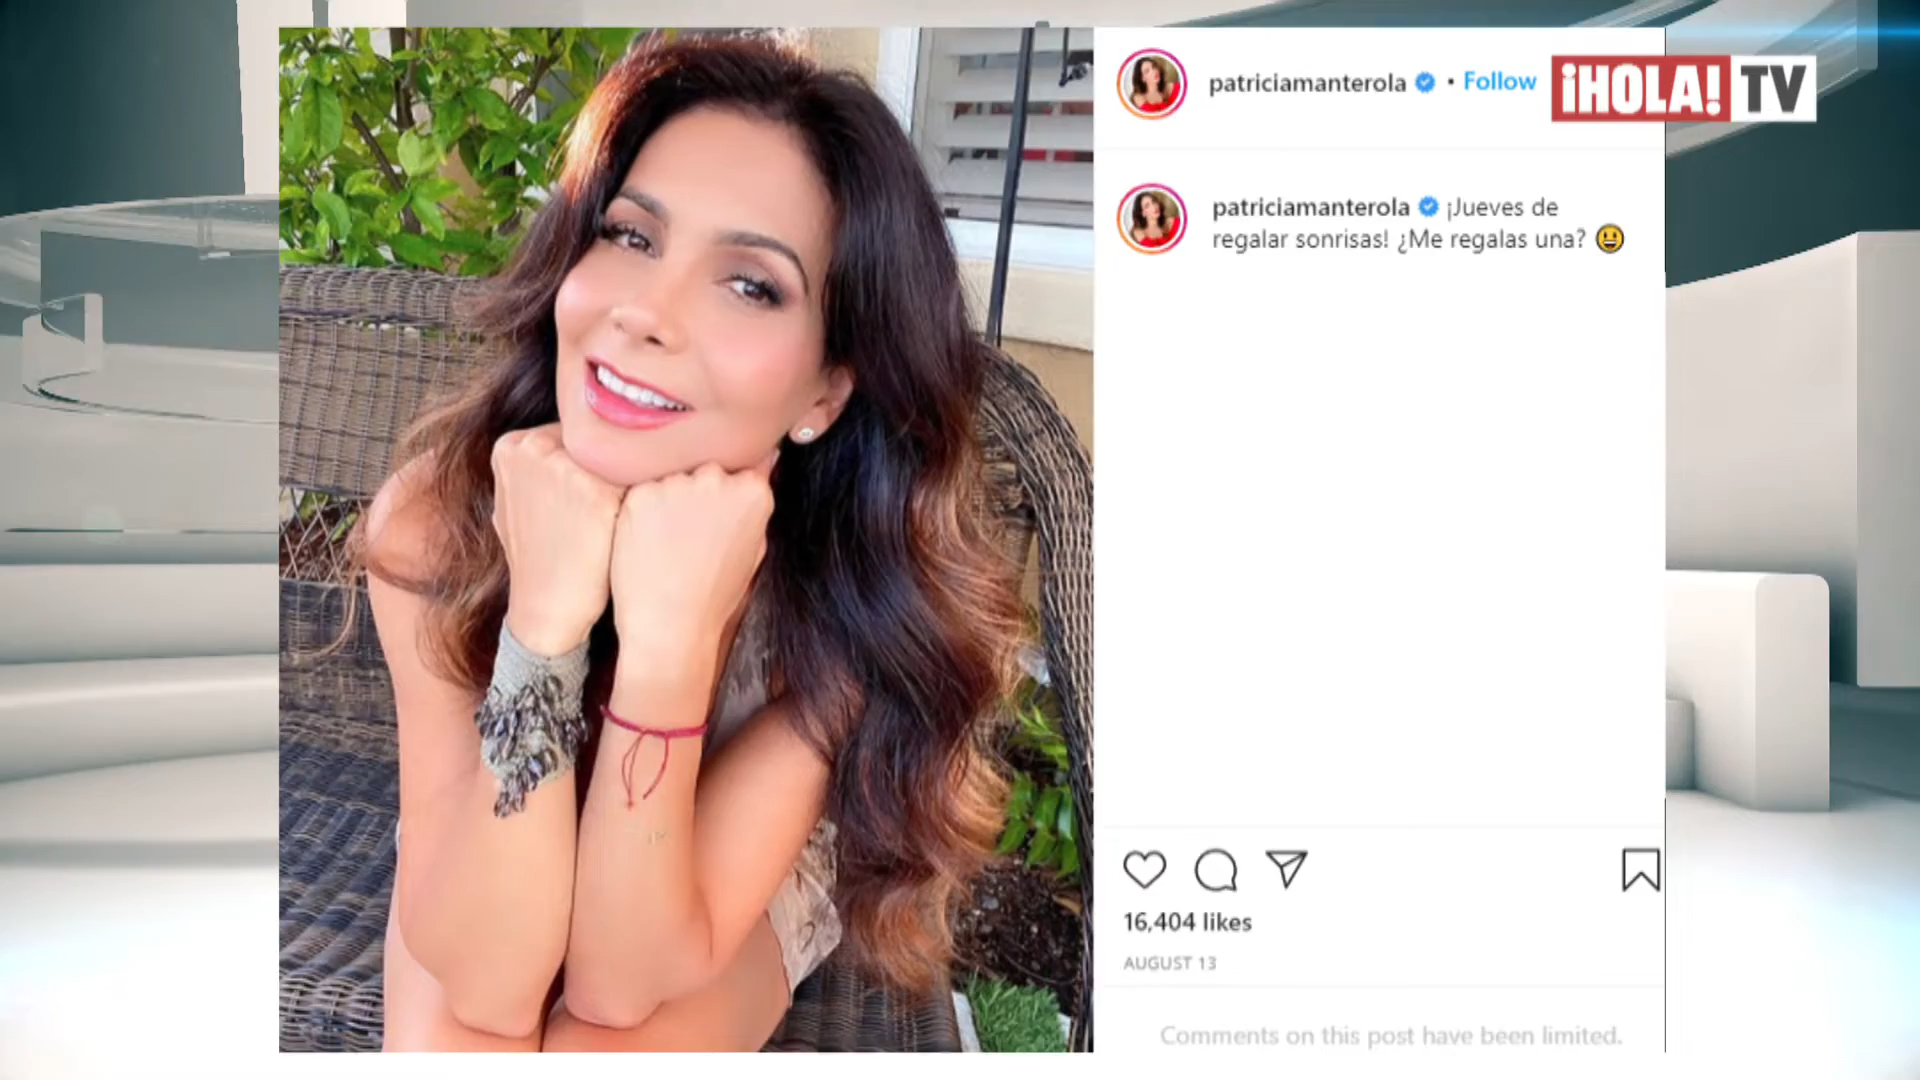 patriciamanterola • Follow
¡HOLA! TV
patriciamanterola ¡Jueves de
regalar sonrisas! ¿Me regalas una? 😃
16,404 likes
AUGUST 13
Comments on this post have been limited.